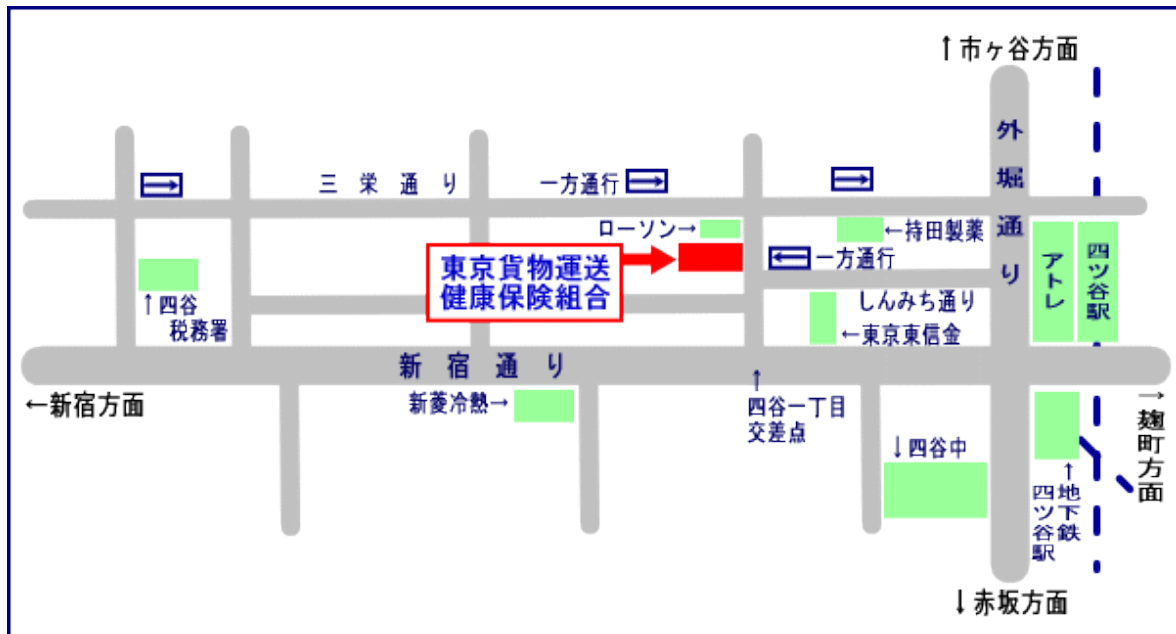 ↑市ヶ谷方面
外堀通り
三栄通り
一方通行
ローソン→
←持田製薬
東京貨物運送
健康保険組合
一方通行
アトレ
四ツ谷駅
↑四谷
税務署
しんみち通り
←東京東信金
新宿通り
←新宿方面
新菱冷熱→
↑
四谷一丁目
交差点
→麹町方面
↓四谷中
↑地下鉄
四ツ谷駅
↓赤坂方面